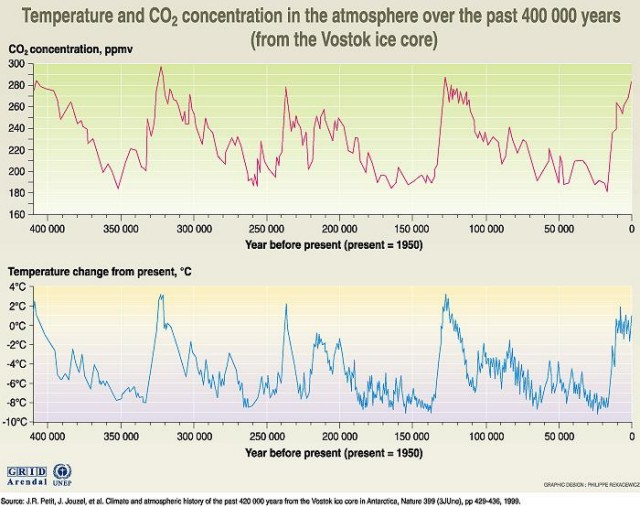 Temperature and CO2 concentration in the atmosphere over the past 400 000 years
(from the Vostok ice core)
CO2 concentration, ppmv
300
280
260
240
220
200
180
160
400 000 350 000 300 000 250 000 200 000 150 000 100 000 50 000 0
Year before present (present = 1950)
Temperature change from present, °C
4°C
2°C
0°C
-2°C
-4°C
-6°C
-8°C
-10°C
400 000 350 000 300 000 250 000 200 000 150 000 100 000 50 000 0
Year before present (present = 1950)
GRID
Arendal UNEP
GRAPHIC DESIGN : PHILIPPE REKACEWICZ
Source: J.R. Petit, J. Jouzel, et al. Climate and atmospheric history of the past 420 000 years from the Vostok ice core in Antarctica, Nature 399 (3JUne), pp 429-436, 1999.